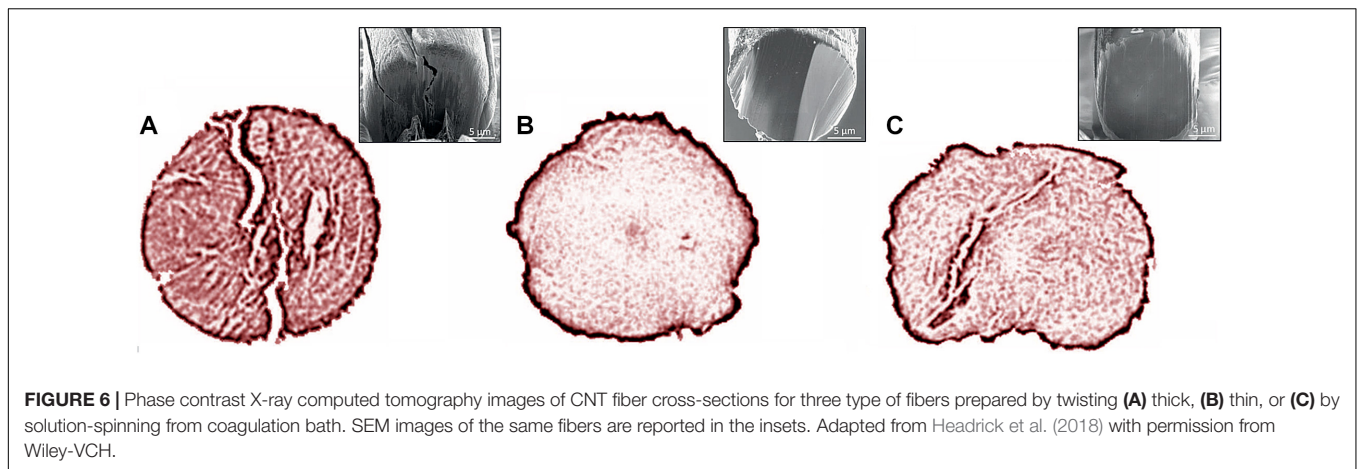 A
5 µm
B
5 µm
C
5 µm
FIGURE 6 | Phase contrast X-ray computed tomography images of CNT fiber cross-sections for three type of fibers prepared by twisting (A) thick, (B) thin, or (C) by
solution-spinning from coagulation bath. SEM images of the same fibers are reported in the insets. Adapted from Headrick et al. (2018) with permission from
Wiley-VCH.